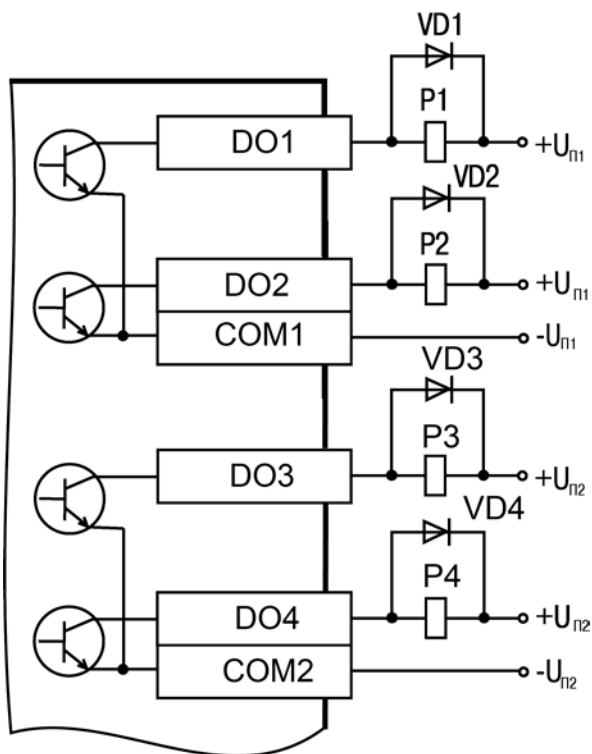 VD1
P1
DO1
+Uп1
VD2
P2
DO2
+Uп1
COM1
-Uп1
VD3
P3
DO3
+Uп2
VD4
P4
DO4
+Uп2
COM2
-Uп2